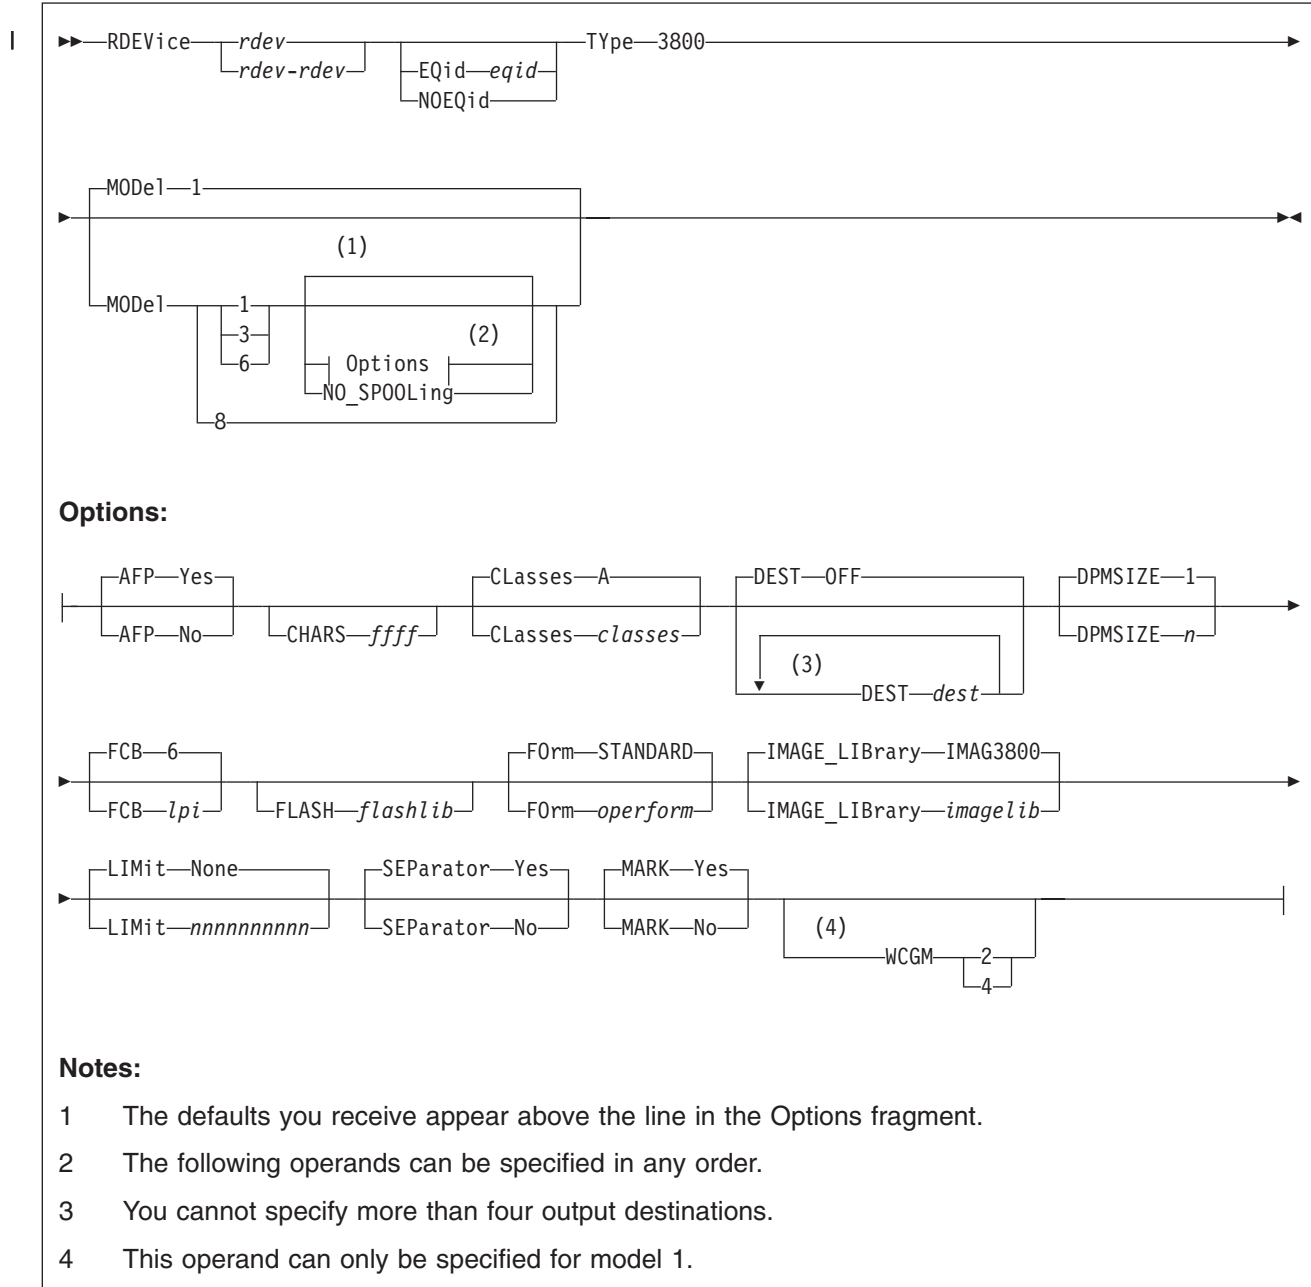 RDEVice rdev EQid eqid TYpe 3800
rdev-rdev NOEQid
MODel 1
(1)
MODel 1
3 (2)
6 Options
NO_SPOOLing
8
Options:
AFP Yes CLasses A DEST OFF DPMSIZE 1
AFP No CHARS ffff CLasses classes (3) DPMSIZE n
DEST dest
FCB 6 FOrm STANDARD IMAGE_LIBrary IMAG3800
FCB lpi FLASH flashlib FOrm operform IMAGE_LIBrary imagelib
LIMit None SEParator Yes MARK Yes
LIMit nnnnnnnnnn SEParator No MARK No (4)
WCGM 2
4
Notes:
1 The defaults you receive appear above the line in the Options fragment.
2 The following operands can be specified in any order.
3 You cannot specify more than four output destinations.
4 This operand can only be specified for model 1.